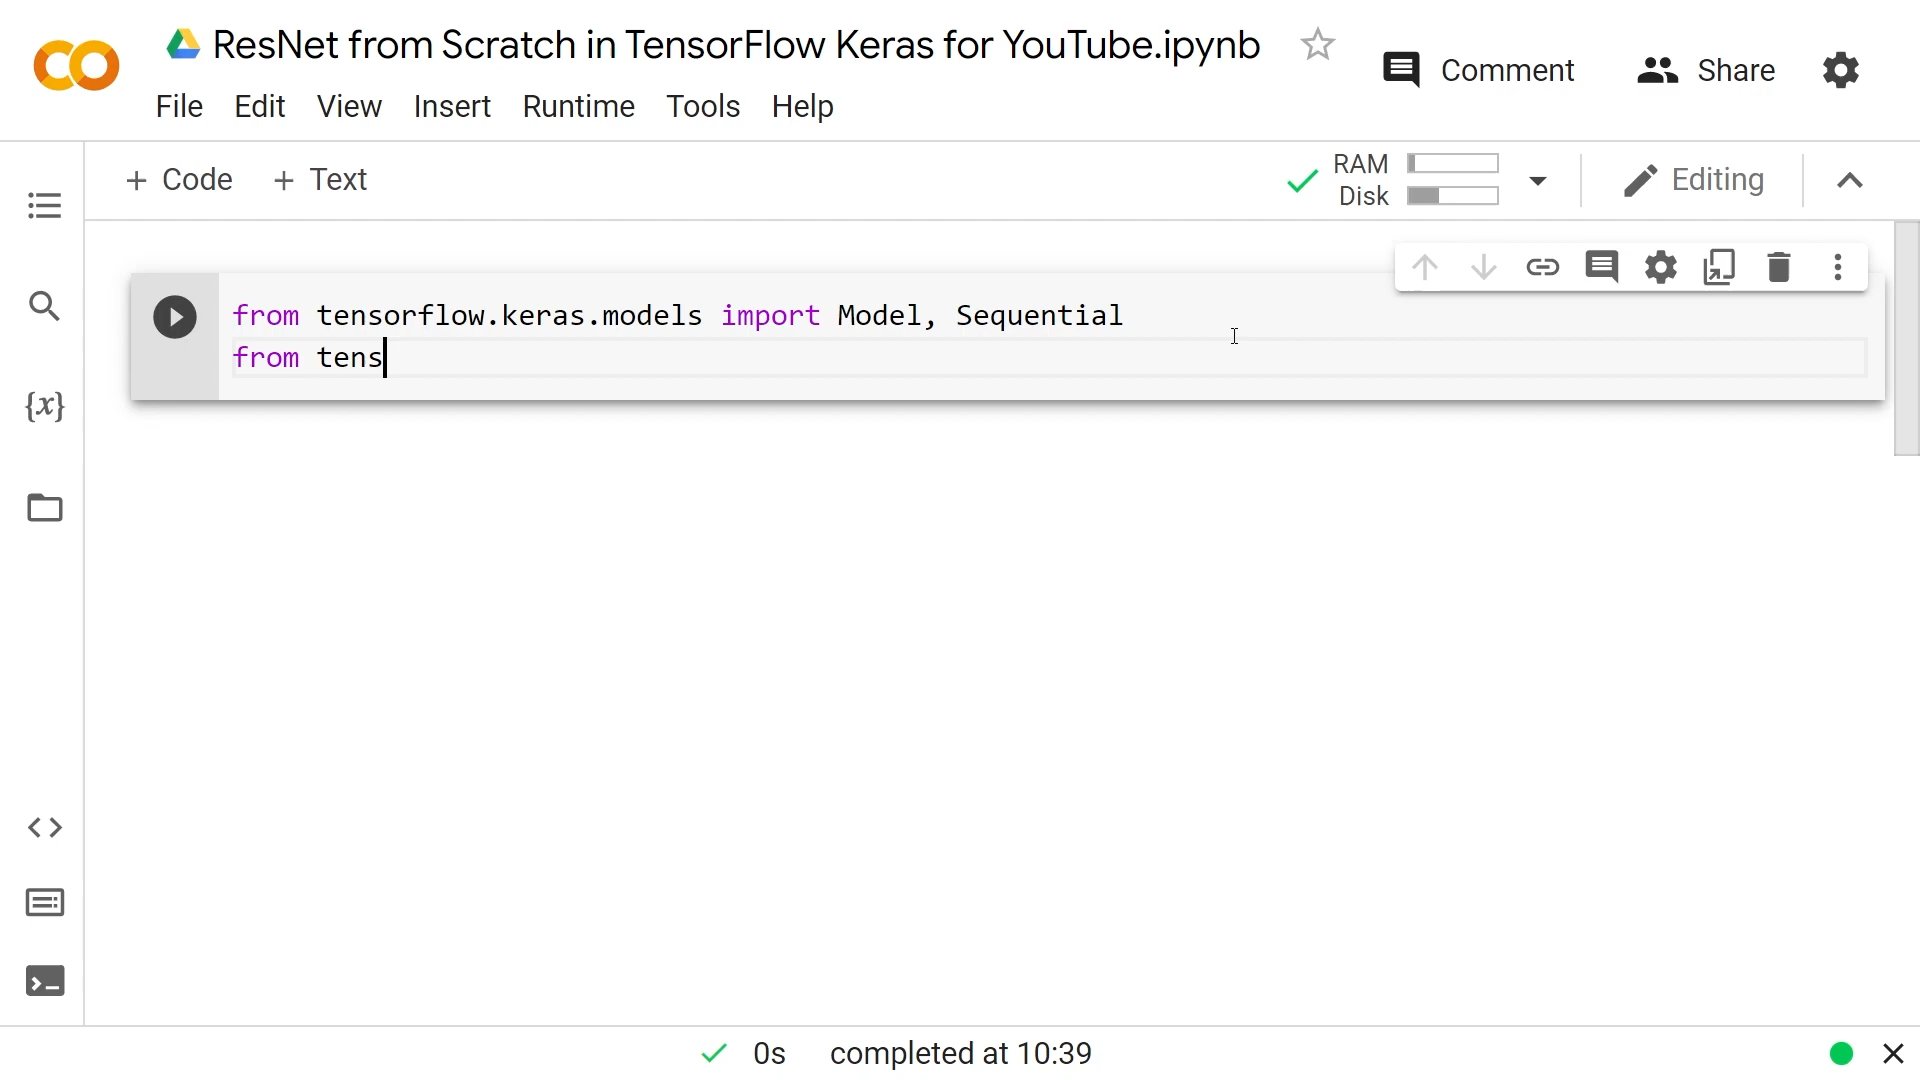 ResNet from Scratch in TensorFlow Keras for YouTube.ipynb
Comment
Share
File Edit View Insert Runtime Tools Help
+ Code + Text
RAM
Disk
Editing
{x}
from tensorflow.keras.models import Model, Sequential
from tens
0s completed at 10:39